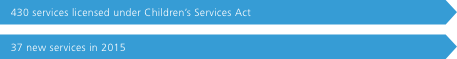 430 services licensed under Children’s Services Act
37 new services in 2015